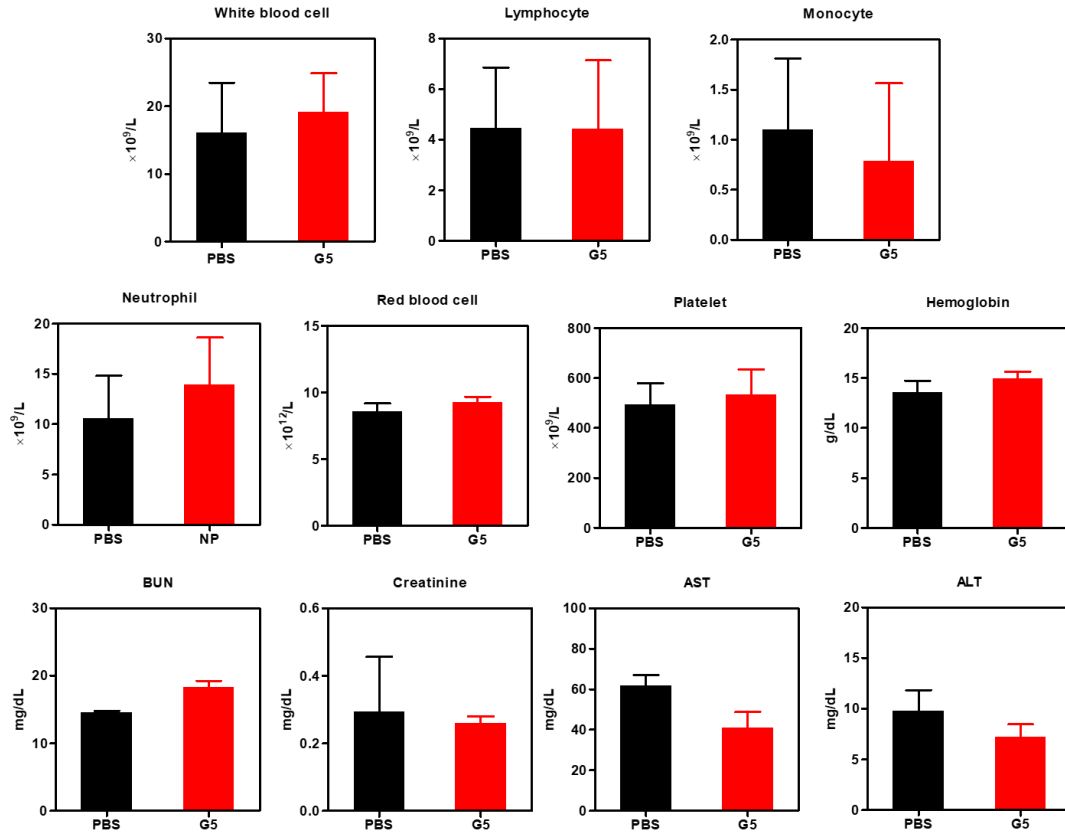 White blood cell
30
20
10
0
×10⁹/L
PBS G5
Lymphocyte
8
6
4
2
0
×10⁹/L
PBS G5
Monocyte
2.0
1.5
1.0
0.5
0.0
×10⁹/L
PBS G5
Neutrophil
20
15
10
5
0
×10⁹/L
PBS NP
Red blood cell
15
10
5
0
×10¹²/L
PBS G5
Platelet
800
600
400
200
0
×10⁹/L
PBS G5
Hemoglobin
20
15
10
5
0
g/dL
PBS G5
BUN
30
20
10
0
mg/dL
PBS G5
Creatinine
0.6
0.4
0.2
0.0
mg/dL
PBS G5
AST
100
80
60
40
20
0
mg/dL
PBS G5
ALT
20
15
10
5
0
mg/dL
PBS G5